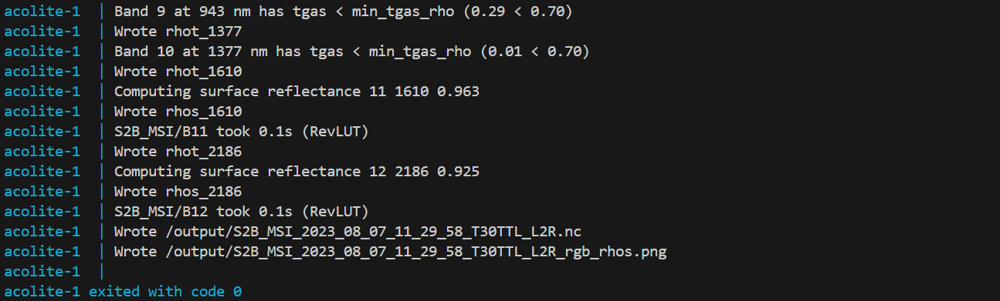 acolite-1 | Band 9 at 943 nm has tgas < min_tgas_rho (0.29 < 0.70)
acolite-1 | Wrote rhot_1377
acolite-1 | Band 10 at 1377 nm has tgas < min_tgas_rho (0.01 < 0.70)
acolite-1 | Wrote rhot_1610
acolite-1 | Computing surface reflectance 11 1610 0.963
acolite-1 | Wrote rhos_1610
acolite-1 | S2B_MSI/B11 took 0.1s (RevLUT)
acolite-1 | Wrote rhot_2186
acolite-1 | Computing surface reflectance 12 2186 0.925
acolite-1 | Wrote rhos_2186
acolite-1 | S2B_MSI/B12 took 0.1s (RevLUT)
acolite-1 | Wrote /output/S2B_MSI_2023_08_07_11_29_58_T30TTL_L2R.nc
acolite-1 | Wrote /output/S2B_MSI_2023_08_07_11_29_58_T30TTL_L2R_rgb_rhos.png
acolite-1 |
acolite-1 exited with code 0